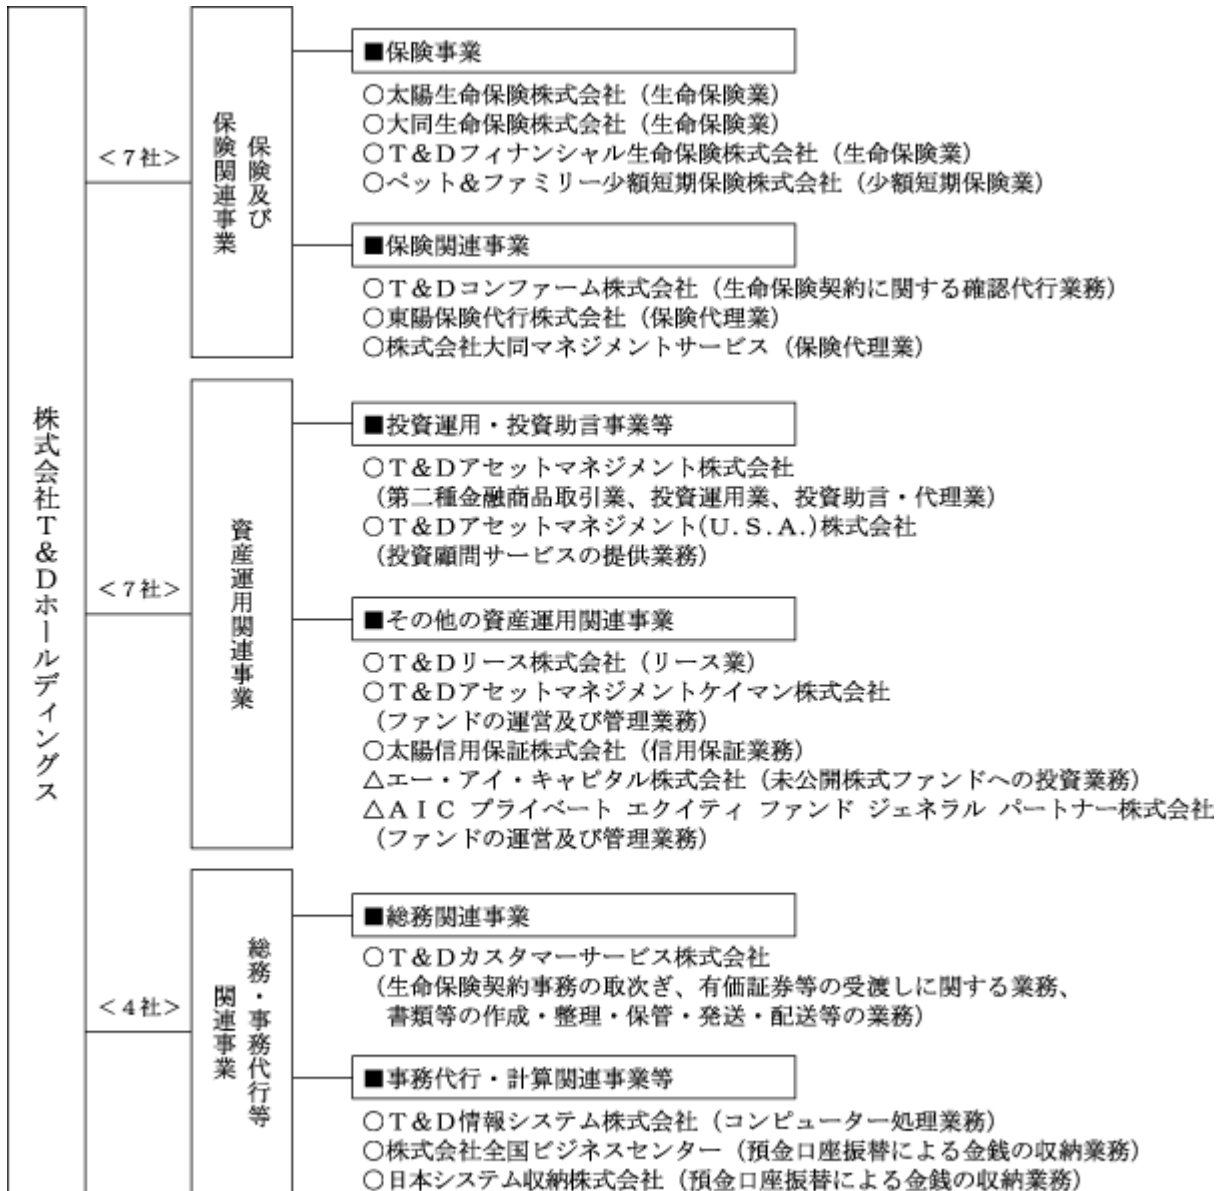 株式会社T&Dホールディングス
<7社>
保険及び
保険関連事業
■保険事業
○太陽生命保険株式会社（生命保険業）
○大同生命保険株式会社（生命保険業）
○T&Dフィナンシャル生命保険株式会社（生命保険業）
○ペット&ファミリー少額短期保険株式会社（少額短期保険業）
■保険関連事業
○T&Dコンファーム株式会社（生命保険契約に関する確認代行業務）
○東陽保険代行株式会社（保険代理業）
○株式会社大同マネジメントサービス（保険代理業）
<7社>
資産運用関連事業
■投資運用・投資助言事業等
○T&Dアセットマネジメント株式会社
（第二種金融商品取引業、投資運用業、投資助言・代理業）
○T&Dアセットマネジメント(U.S.A.)株式会社
（投資顧問サービスの提供業務）
■その他の資産運用関連事業
○T&Dリース株式会社（リース業）
○T&Dアセットマネジメントケイマン株式会社
（ファンドの運営及び管理業務）
○太陽信用保証株式会社（信用保証業務）
△エー・アイ・キャピタル株式会社（未公開株式ファンドへの投資業務）
△AIC プライベート エクイティ ファンド ジェネラル パートナー株式会社
（ファンドの運営及び管理業務）
<4社>
総務・事務代行等
関連事業
■総務関連事業
○T&Dカスタマーサービス株式会社
（生命保険契約事務の取次ぎ、有価証券等の受渡しに関する業務、
書類等の作成・整理・保管・発送・配送等の業務）
■事務代行・計算関連事業等
○T&D情報システム株式会社（コンピューター処理業務）
○株式会社全国ビジネスセンター（預金口座振替による金銭の収納業務）
○日本システム収納株式会社（預金口座振替による金銭の収納業務）